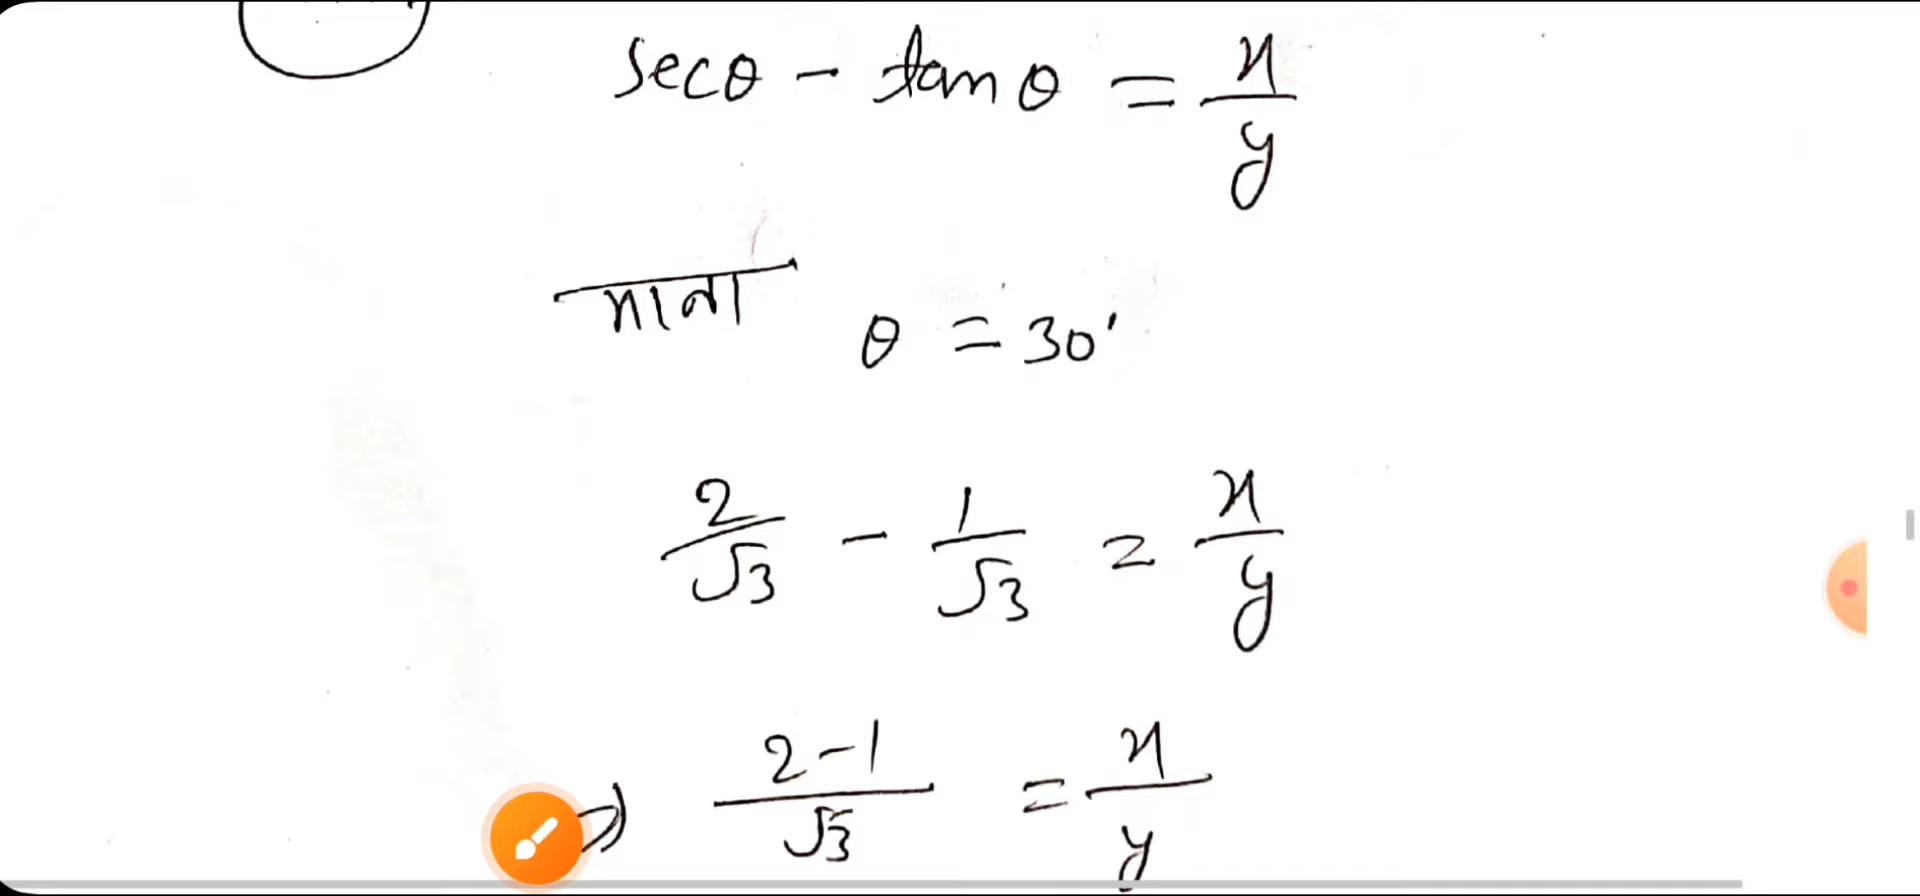 secθ - tanθ = x/y
माना θ = 30'
2/√3 - 1/√3 = x/y
⇒ (2-1)/√3 = x/y